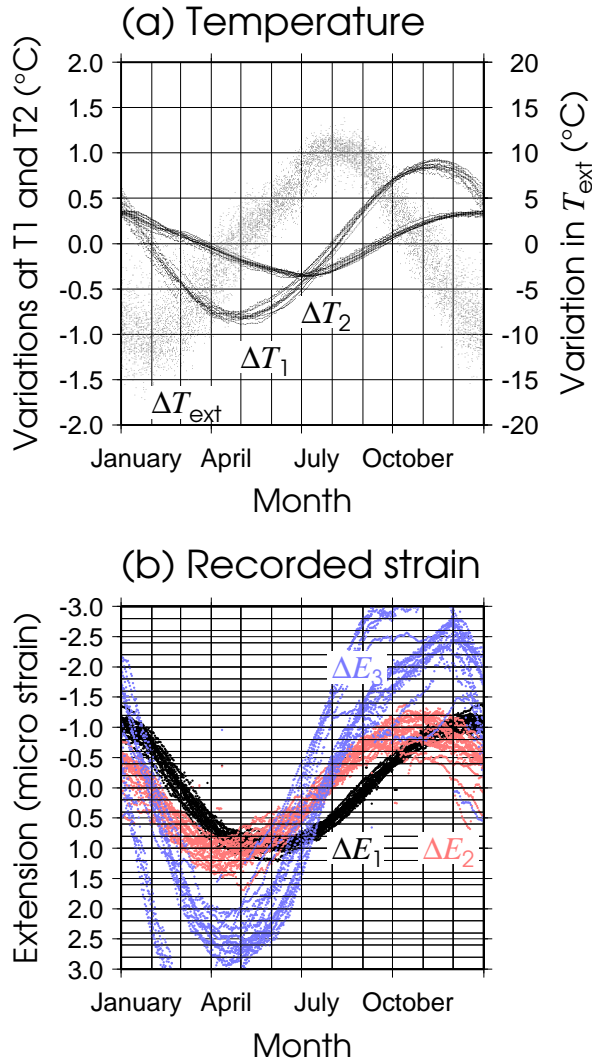 (a) Temperature
Variations at T1 and T2 (°C)
2.0
1.5
1.0
0.5
0.0
-0.5
-1.0
-1.5
-2.0
20
15
10
5
0
-5
-10
-15
-20
Variation in Text (°C)
ΔT2
ΔT1
ΔText
January April July October
Month
(b) Recorded strain
Extension (micro strain)
-3.0
-2.5
-2.0
-1.5
-1.0
-0.5
0.0
0.5
1.0
1.5
2.0
2.5
3.0
ΔE3
ΔE1 ΔE2
January April July October
Month